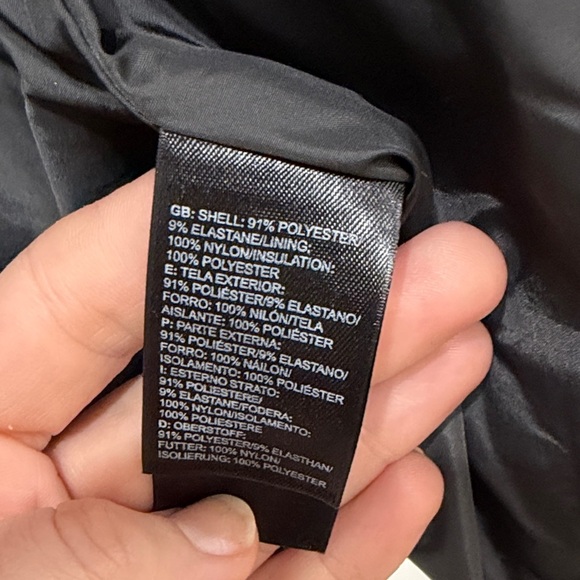 GB: SHELL: 91% POLYESTER/
9% ELASTANE/LINING:
100% NYLON/INSULATION:
100% POLYESTER
E: TELA EXTERIOR:
91% POLIÉSTER/9% ELASTANO/
FORRO: 100% NILÓN/TELA
AISLANTE: 100% POLIÉSTER
P: PARTE EXTERNA:
91% POLIÉSTER/9% ELASTANO/
FORRO: 100% NÁILON/
ISOLAMENTO: 100% POLIÉSTER
I: ESTERNO STRATO:
91% POLIESTERE/
9% ELASTANE/FODERA:
100% NYLON/ISOLAMENTO:
100% POLIESTERE
D: OBERSTOFF:
91% POLYESTER/9% ELASTHAN/
FUTTER: 100% NYLON/
ISOLIERUNG: 100% POLYESTER